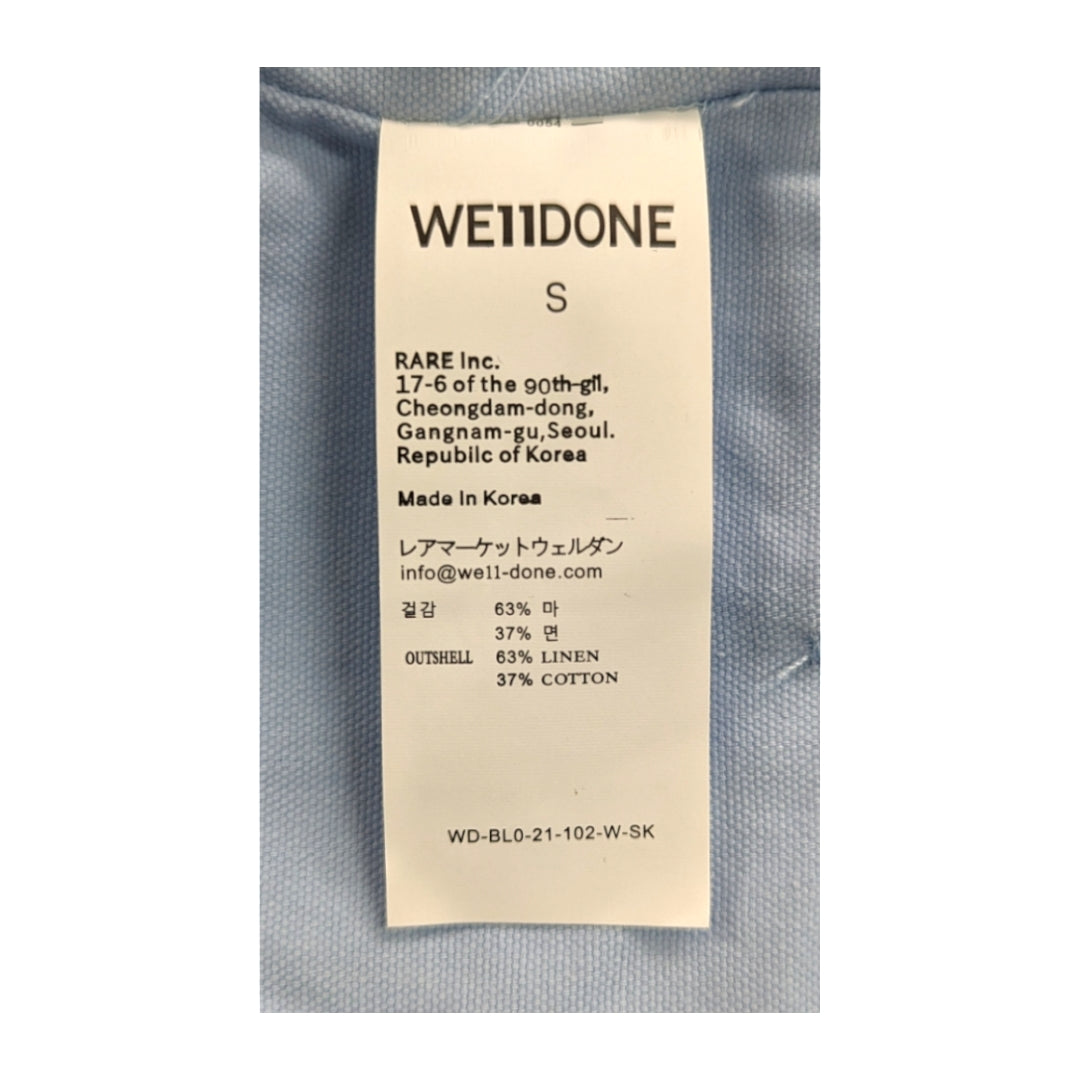 0054
WE11DONE
S
RARE Inc.
17-6 of the 90th-gil,
Cheongdam-dong,
Gangnam-gu,Seoul.
Repubilc of Korea
Made In Korea
レアマーケットウェルダン
info@we11-done.com
걸감 63% 마
37% 면
OUTSHELL 63% LINEN
37% COTTON
WD-BL0-21-102-W-SK